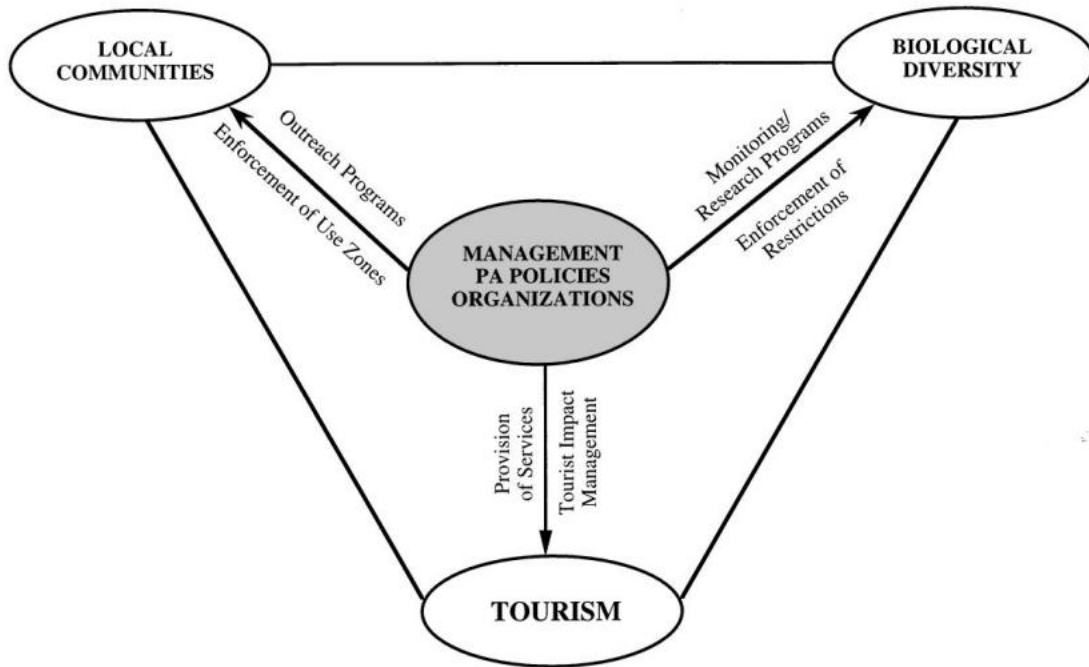 LOCAL
COMMUNITIES
BIOLOGICAL
DIVERSITY
Outreach Programs
Enforcement of Use Zones
Monitoring/
Research Programs
Enforcement of
Restrictions
MANAGEMENT
PA POLICIES
ORGANIZATIONS
Provision
of Services
Tourist Impact
Management
TOURISM